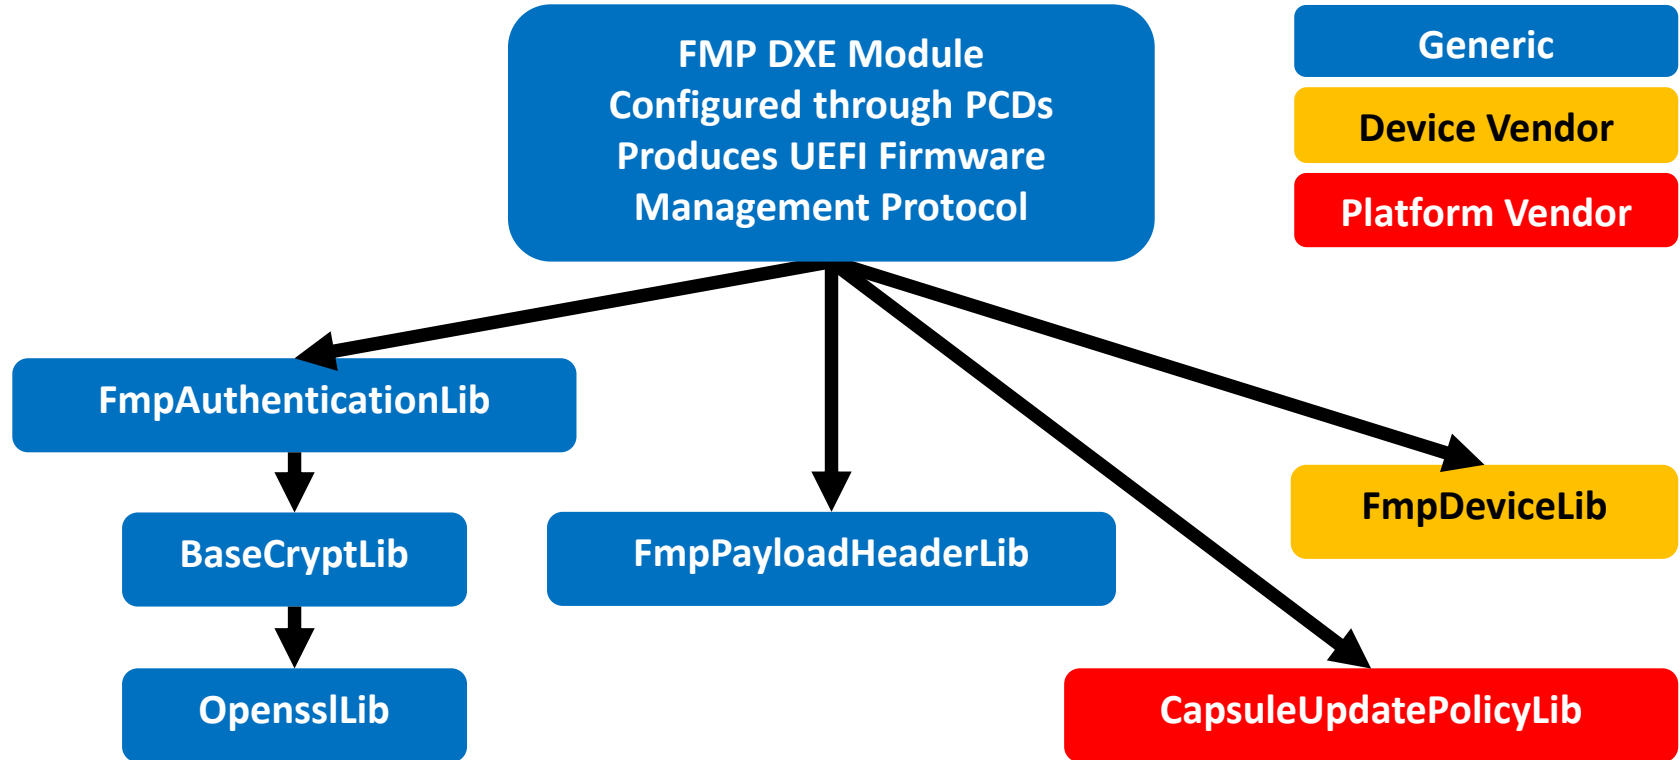 FMP DXE Module
Configured through PCDs
Produces UEFI Firmware
Management Protocol
Generic
Device Vendor
Platform Vendor
FmpAuthenticationLib
BaseCryptLib
OpensslLib
FmpPayloadHeaderLib
FmpDeviceLib
CapsuleUpdatePolicyLib